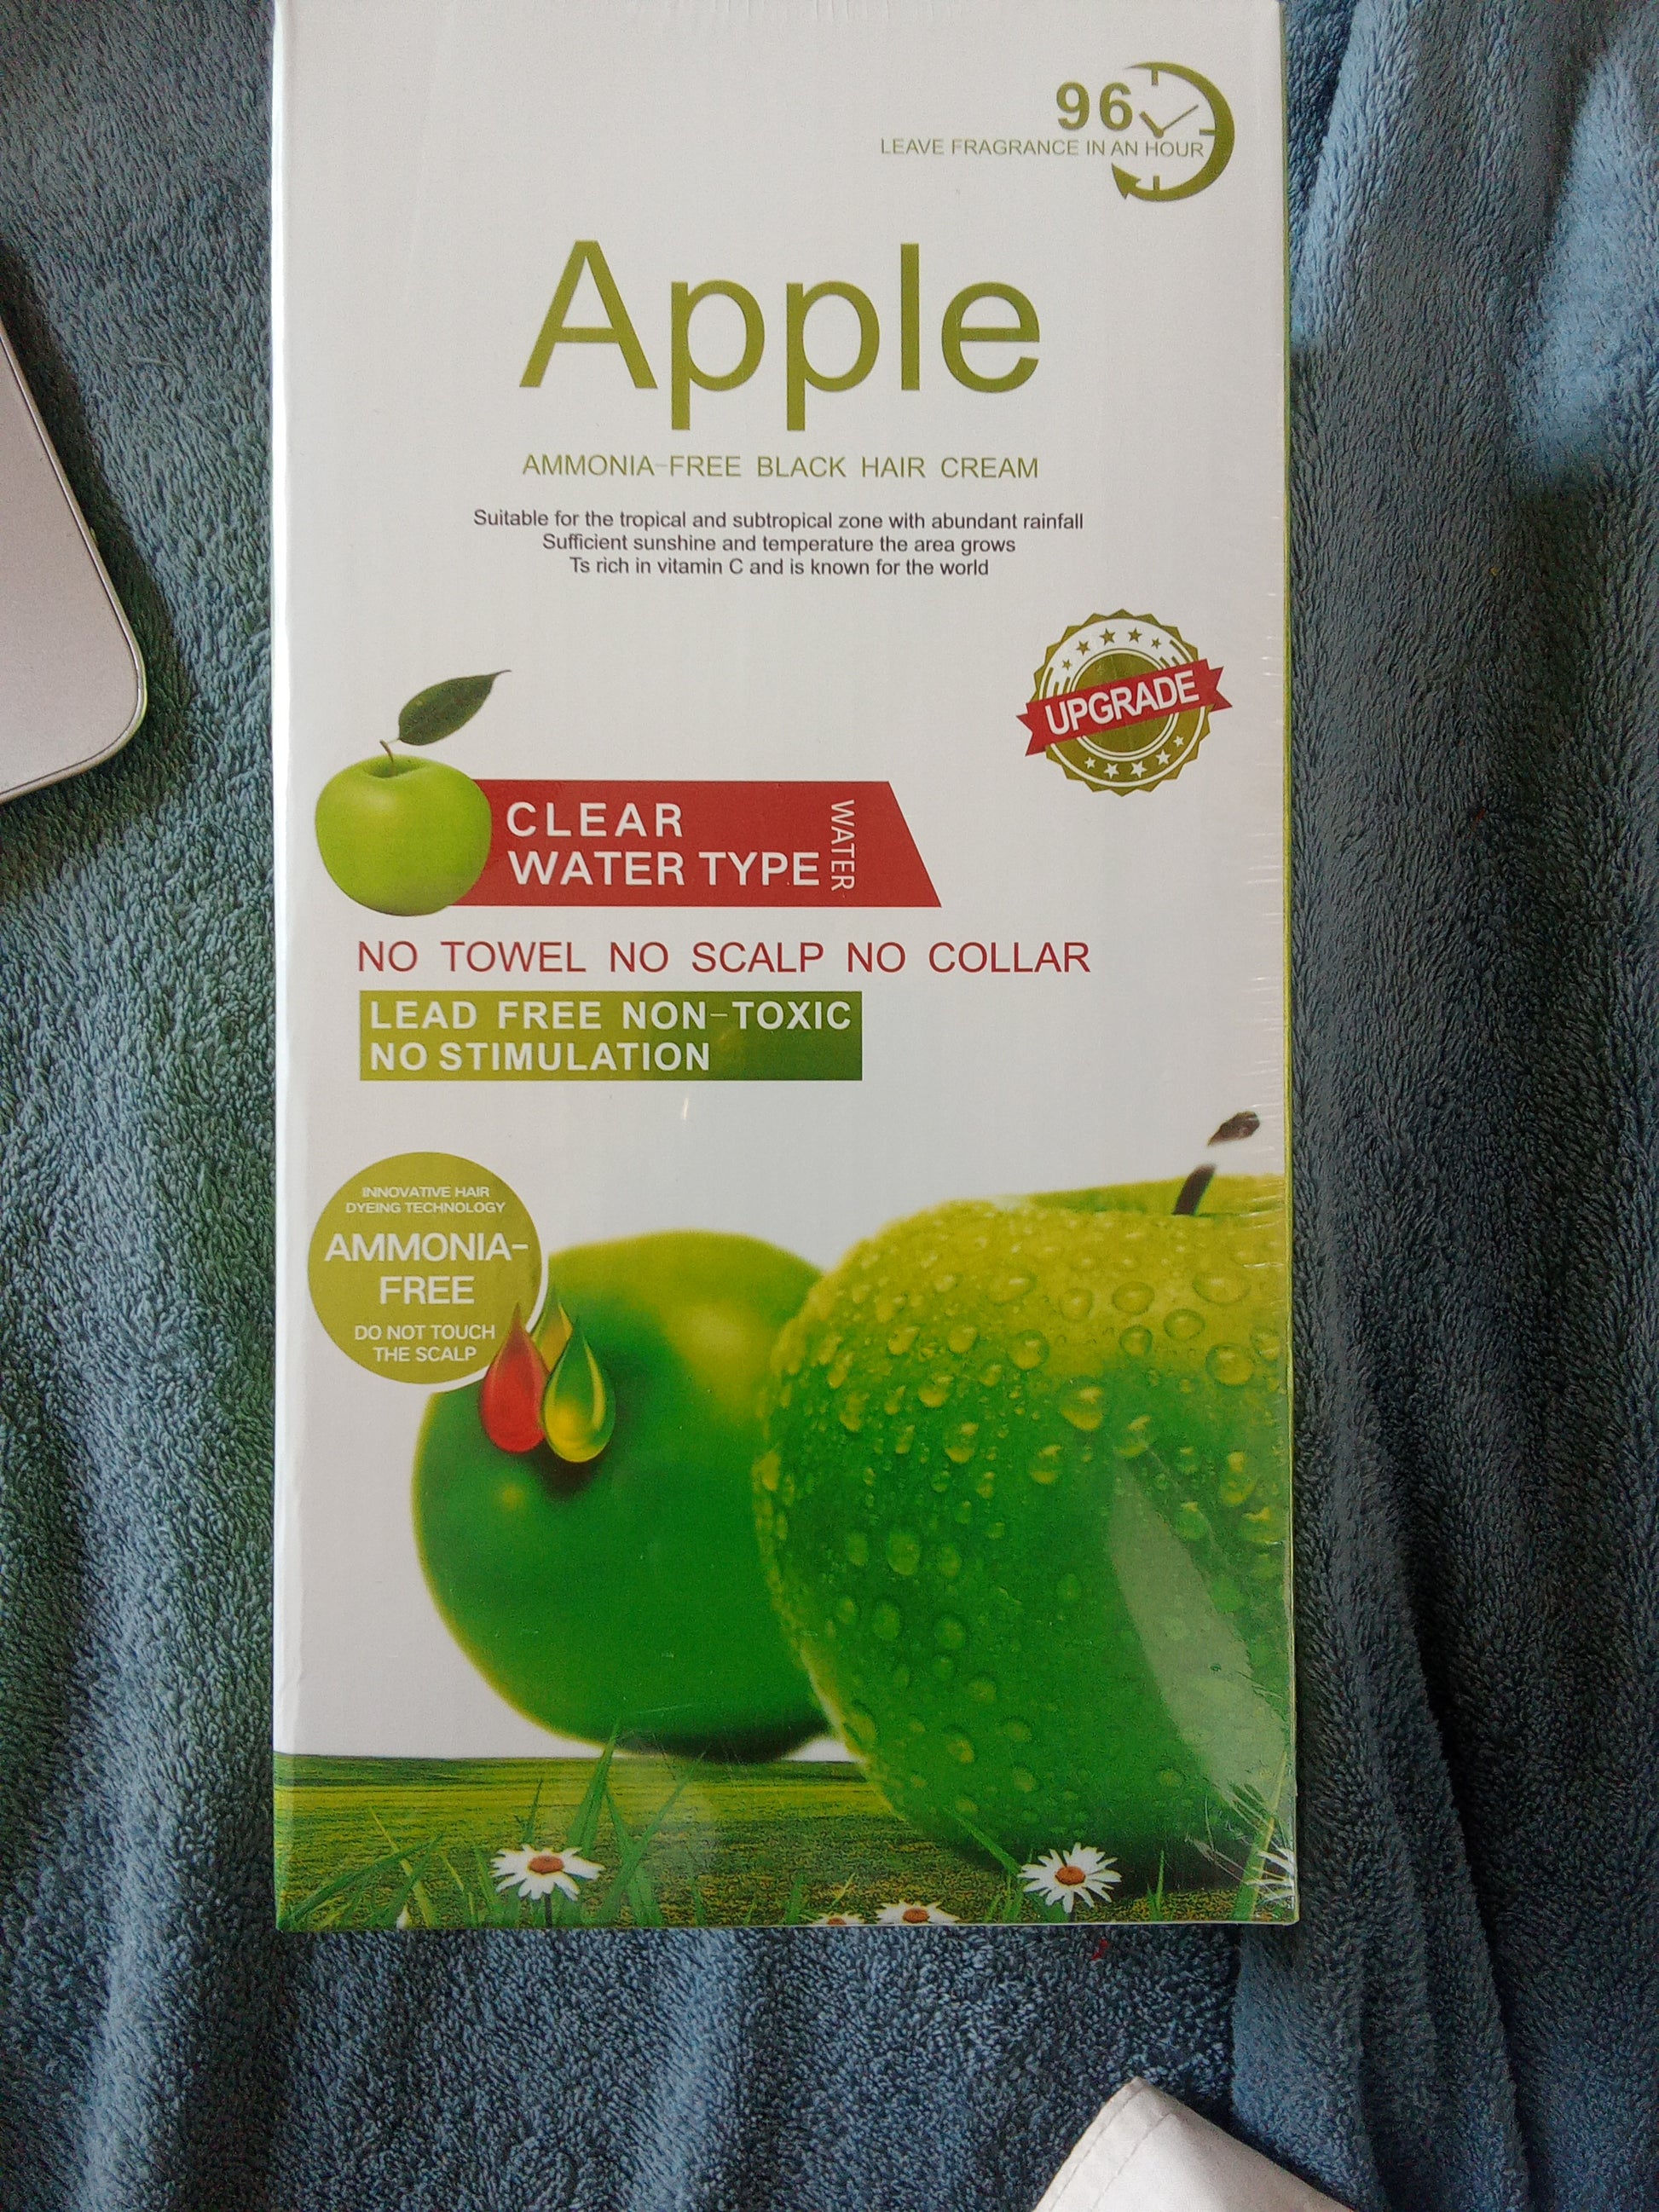 96
LEAVE FRAGRANCE IN AN HOUR
Apple
AMMONIA-FREE BLACK HAIR CREAM
Suitable for the tropical and subtropical zone with abundant rainfall
Sufficient sunshine and temperature the area grows
Ts rich in vitamin C and is known for the world
UPGRADE
CLEAR
WATER TYPE
WATER
NO TOWEL NO SCALP NO COLLAR
LEAD FREE NON-TOXIC
NO STIMULATION
INNOVATIVE HAIR
DYEING TECHNOLOGY
AMMONIA-
FREE
DO NOT TOUCH
THE SCALP